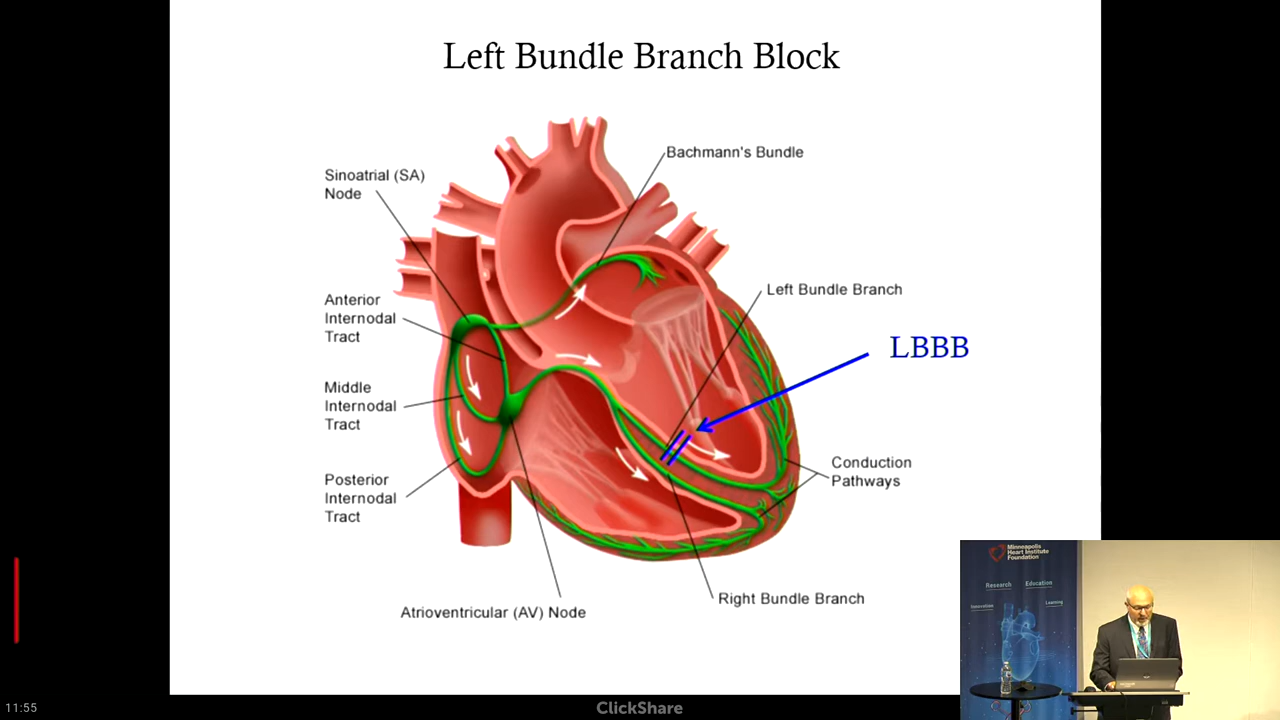 Left Bundle Branch Block
Bachmann's Bundle
Sinoatrial (SA)
Node
Left Bundle Branch
Anterior
Internodal
Tract
LBBB
Middle
Internodal
Tract
Conduction
Pathways
Posterior
Internodal
Tract
Right Bundle Branch
Atrioventricular (AV) Node
Minneapolis
Heart Institute
Foundation
Research
Education
Innovation
Learning
11:55
ClickShare